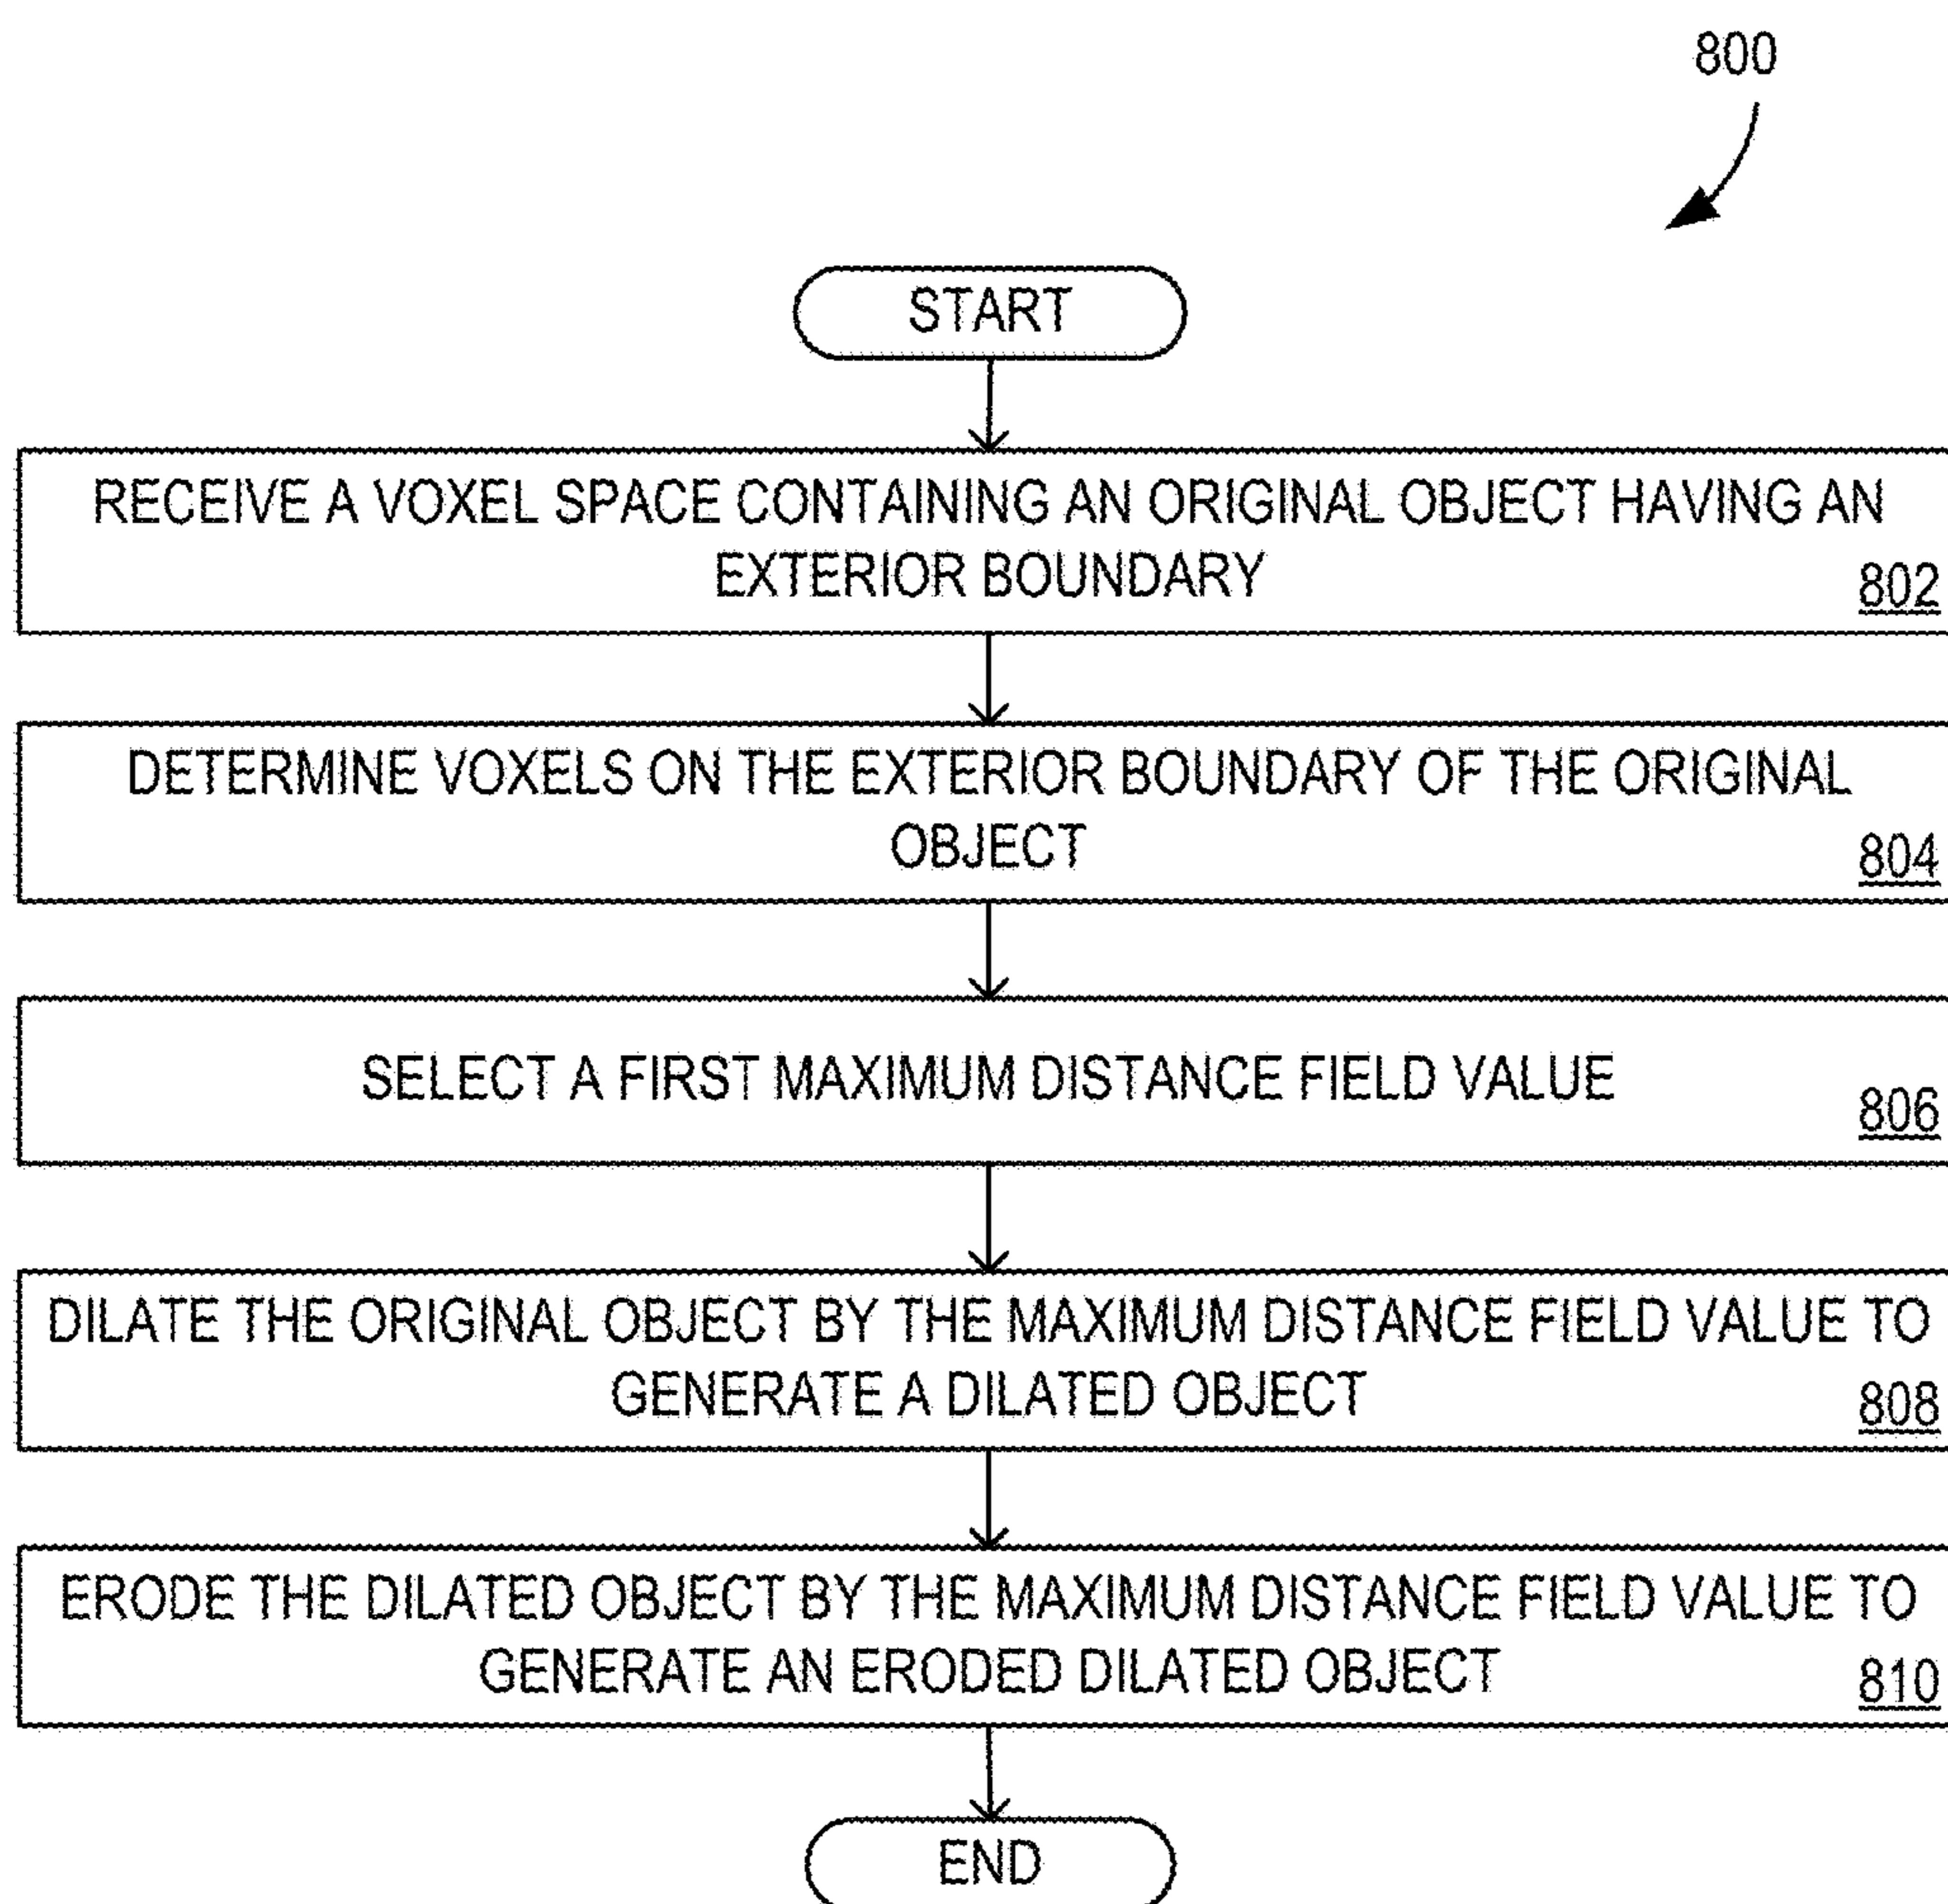 800
START
RECEIVE A VOXEL SPACE CONTAINING AN ORIGINAL OBJECT HAVING AN
EXTERIOR BOUNDARY
802
DETERMINE VOXELS ON THE EXTERIOR BOUNDARY OF THE ORIGINAL
OBJECT
804
SELECT A FIRST MAXIMUM DISTANCE FIELD VALUE
806
DILATE THE ORIGINAL OBJECT BY THE MAXIMUM DISTANCE FIELD VALUE TO
GENERATE A DILATED OBJECT
808
ERODE THE DILATED OBJECT BY THE MAXIMUM DISTANCE FIELD VALUE TO
GENERATE AN ERODED DILATED OBJECT
810
END